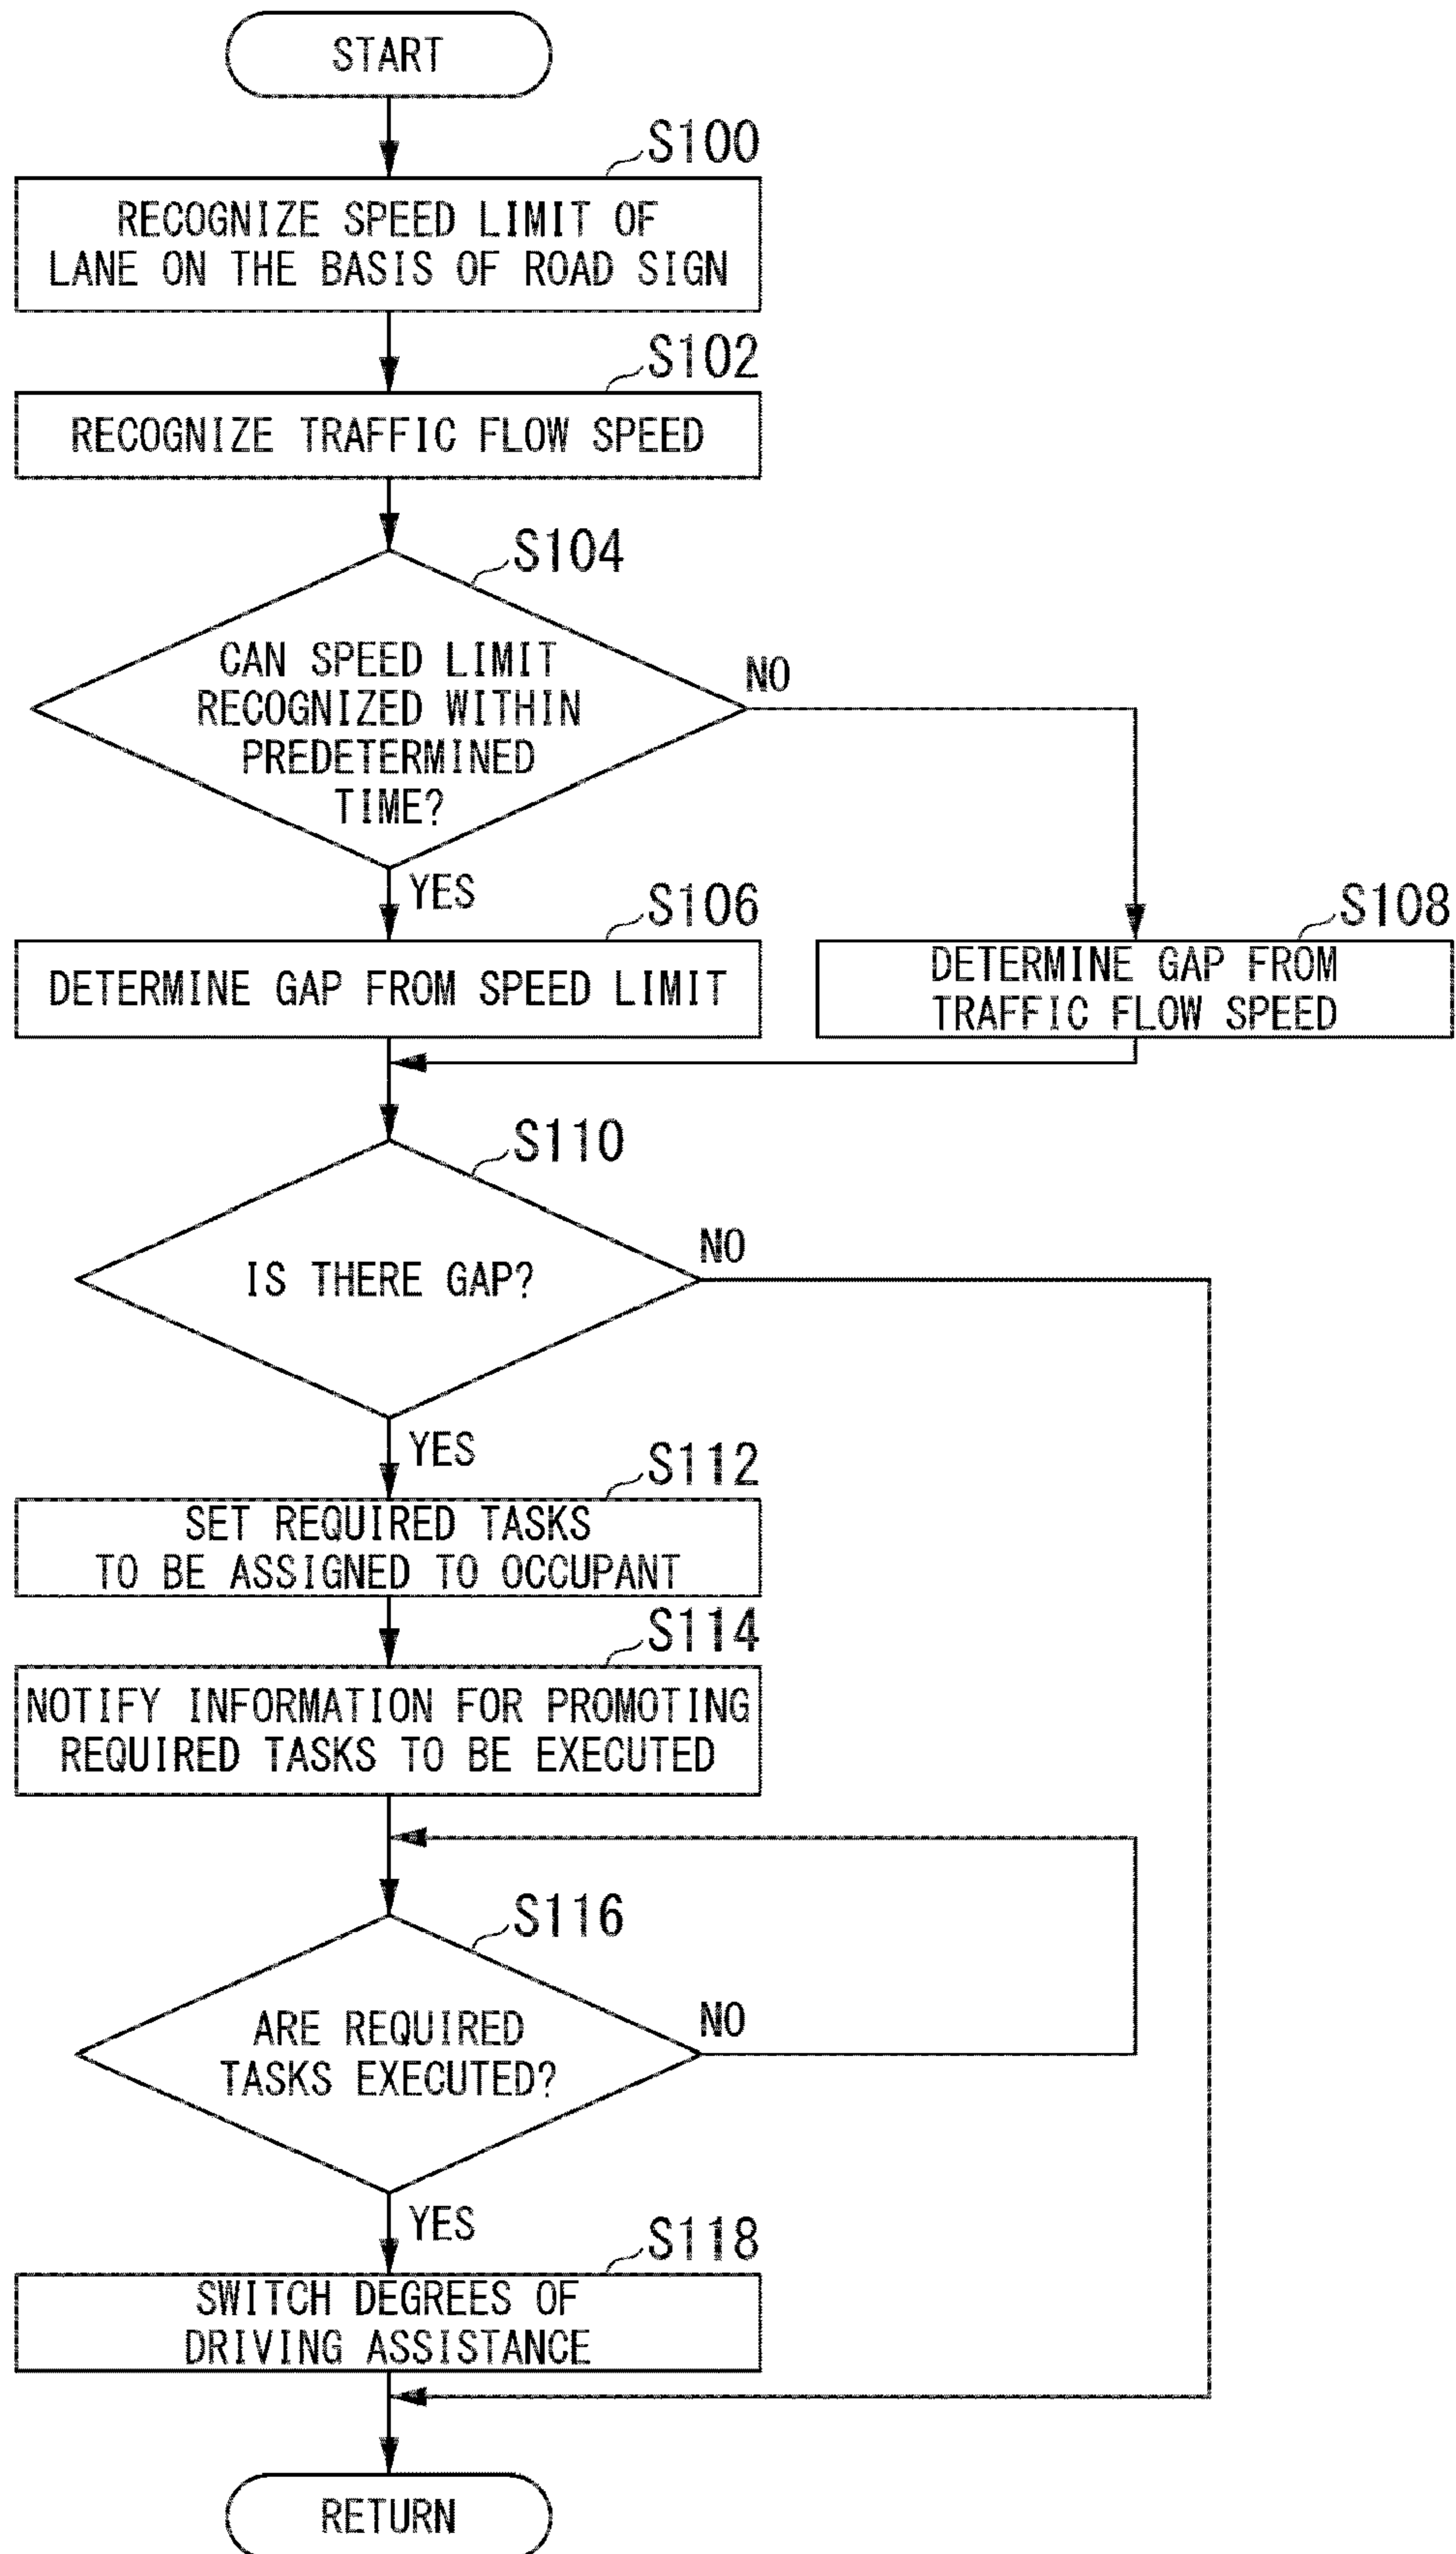 START
S100
RECOGNIZE SPEED LIMIT OF
LANE ON THE BASIS OF ROAD SIGN
S102
RECOGNIZE TRAFFIC FLOW SPEED
S104
CAN SPEED LIMIT
RECOGNIZED WITHIN
PREDETERMINED
TIME?
NO
YES
S106
DETERMINE GAP FROM SPEED LIMIT
S108
DETERMINE GAP FROM
TRAFFIC FLOW SPEED
S110
IS THERE GAP?
NO
YES
S112
SET REQUIRED TASKS
TO BE ASSIGNED TO OCCUPANT
S114
NOTIFY INFORMATION FOR PROMOTING
REQUIRED TASKS TO BE EXECUTED
S116
ARE REQUIRED
TASKS EXECUTED?
NO
YES
S118
SWITCH DEGREES OF
DRIVING ASSISTANCE
RETURN